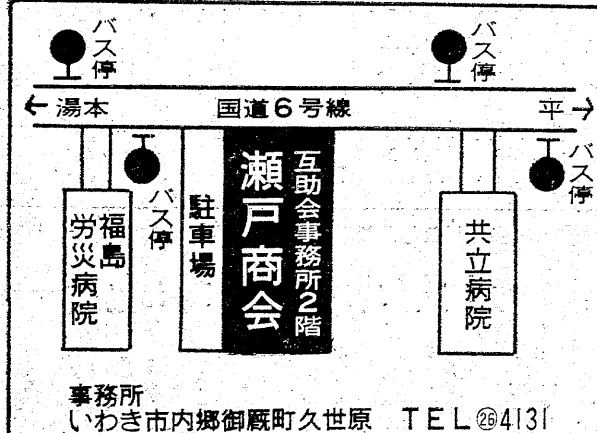 バス停
バス停
←湯本 国道6号線 平→
バス停
バス停
福島
労災病院
駐車場
互助会事務所2階
瀬戸商会
共立病院
事務所
いわき市内郷御厩町久世原 TEL㉖4131